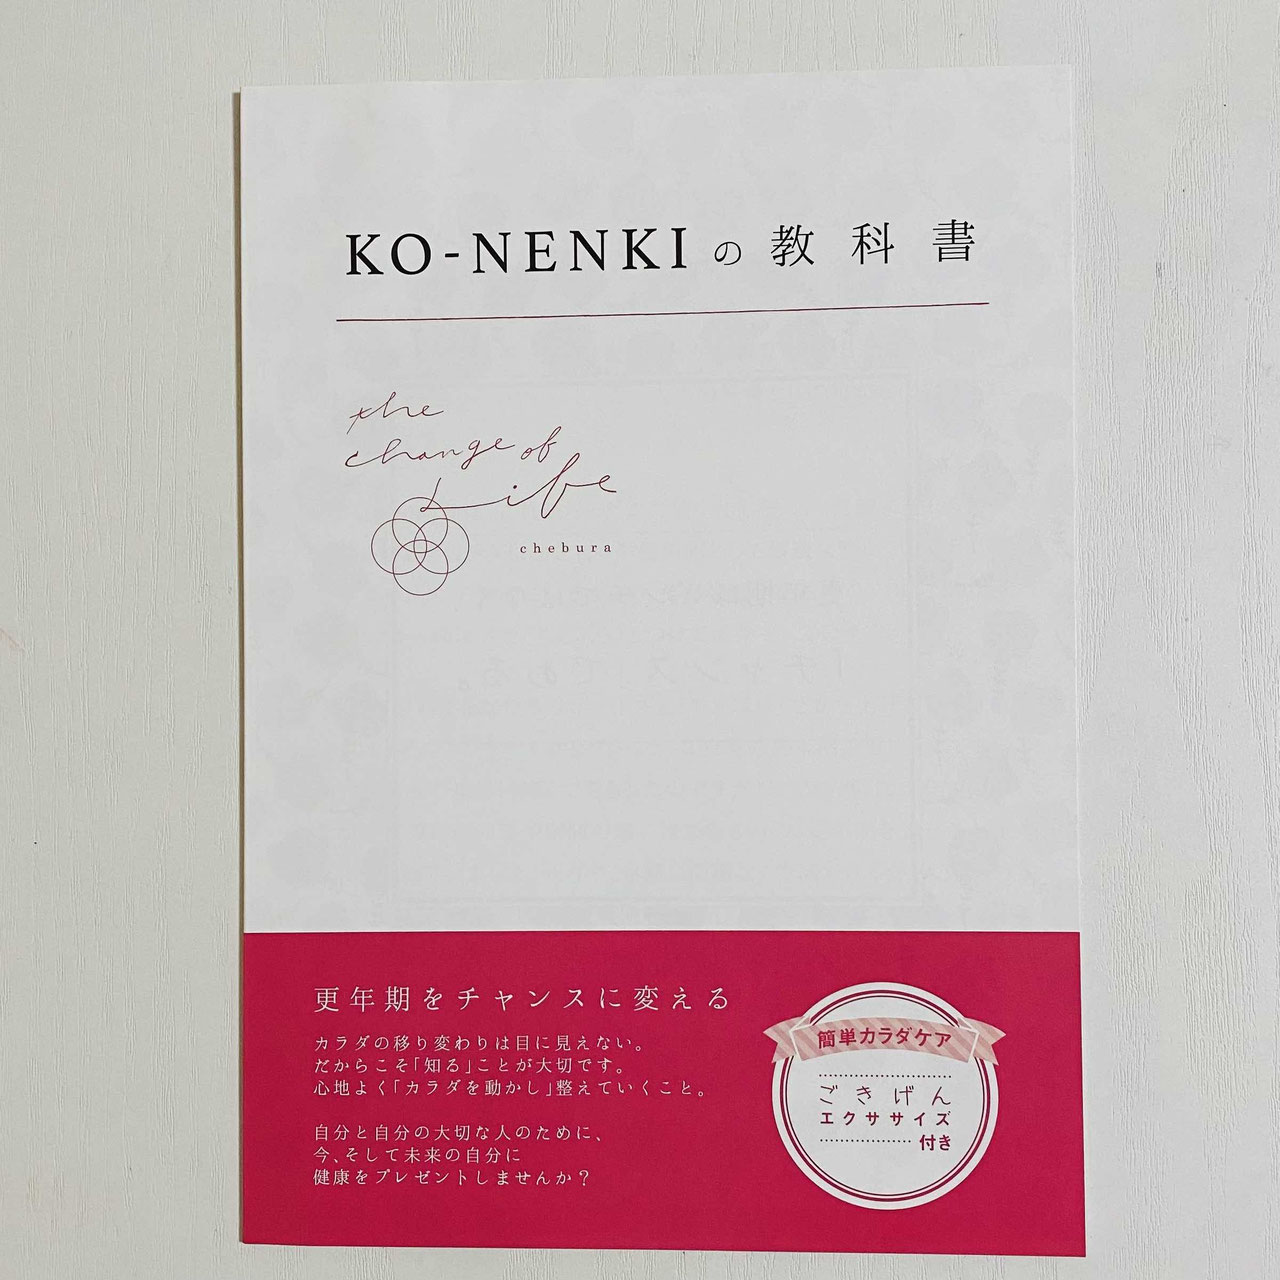 KO-NENKIの教科書
the
change of
Life
chebura
更年期をチャンスに変える
カラダの移り変わりは目に見えない。
だからこそ「知る」ことが大切です。
心地よく「カラダを動かし」整えていくこと。
自分と自分の大切な人のために、
今、そして未来の自分に
健康をプレゼントしませんか？
簡単カラダケア
ごきげん
エクササイズ
付き